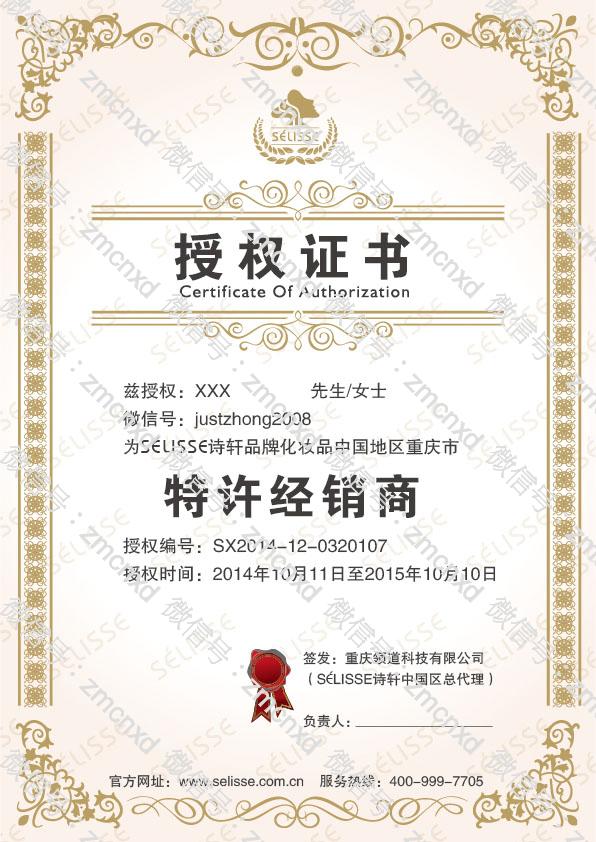 SÉLISSE
授权证书
Certificate Of Authorization
兹授权：XXX 先生/女士
微信号：justzhong2008
为SÉLISSE诗轩品牌化妆品中国地区重庆市
特许经销商
授权编号：SX2014-12-0320107
授权时间：2014年10月11日至2015年10月10日
签发：重庆领道科技有限公司
（SÉLISSE诗轩中国区总代理）
负责人：
官方网址：www.selisse.com.cn 服务热线：400-999-7705
微信号：zmcnxd